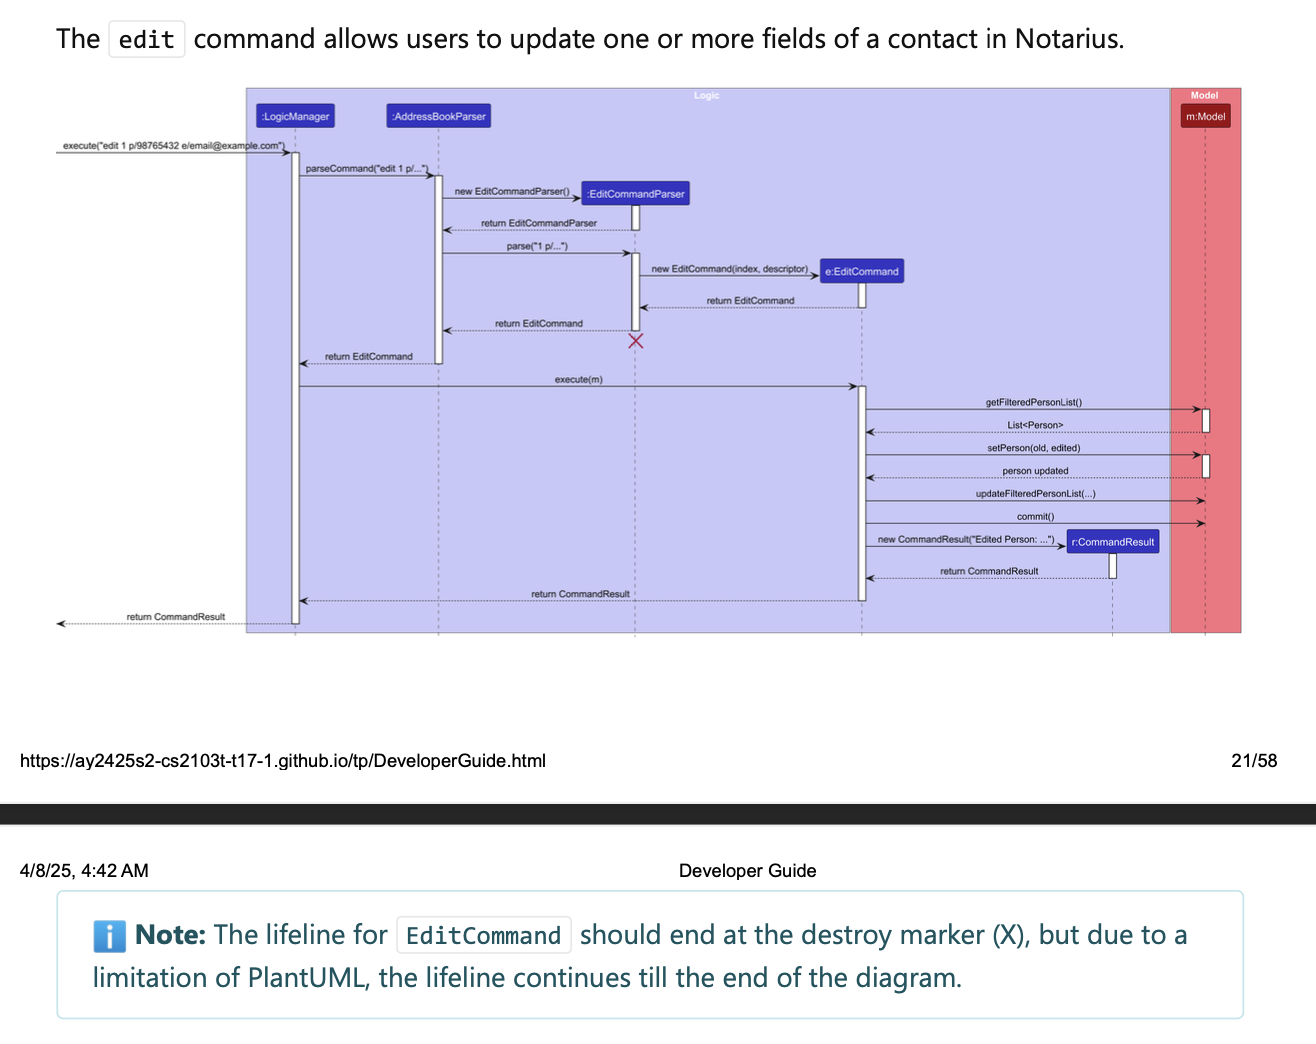 The edit command allows users to update one or more fields of a contact in Notarius.
Logic
Model
:LogicManager
:AddressBookParser
m:Model
execute("edit 1 p/98765432 e/email@example.com")
parseCommand("edit 1 p/...")
new EditCommandParser()
:EditCommandParser
return EditCommandParser
parse("1 p/...")
new EditCommand(index, descriptor)
e:EditCommand
return EditCommand
return EditCommand
return EditCommand
execute(m)
getFilteredPersonList()
List<Person>
setPerson(old, edited)
person updated
updateFilteredPersonList(...)
commit()
new CommandResult("Edited Person: ...")
r:CommandResult
return CommandResult
return CommandResult
return CommandResult
https://ay2425s2-cs2103t-t17-1.github.io/tp/DeveloperGuide.html
21/58
4/8/25, 4:42 AM
Developer Guide
Note: The lifeline for EditCommand should end at the destroy marker (X), but due to a
limitation of PlantUML, the lifeline continues till the end of the diagram.